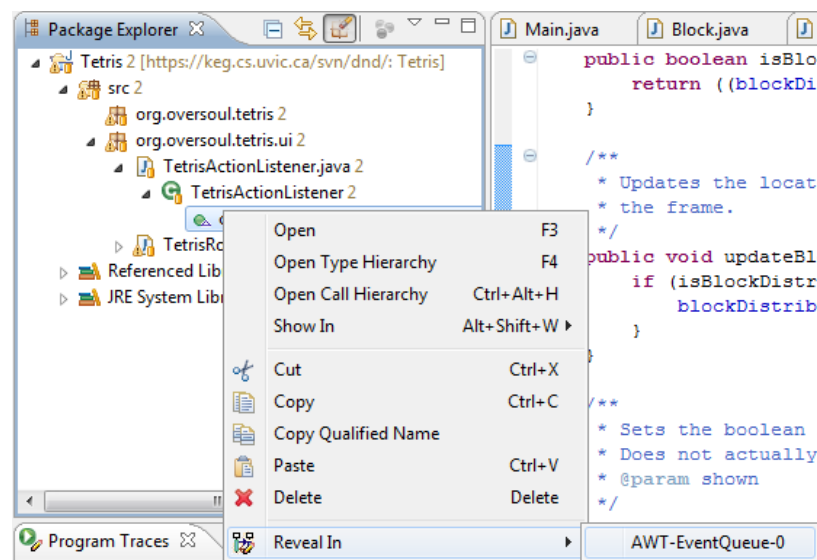 Package Explorer
Main.java
Block.java
Tetris 2 [https://keg.cs.uvic.ca/svn/dnd/: Tetris]
src 2
org.oversoul.tetris 2
org.oversoul.tetris.ui 2
TetrisActionListener.java 2
TetrisActionListener 2
TetrisRo
Referenced Lib
JRE System Libr
Open F3
Open Type Hierarchy F4
Open Call Hierarchy Ctrl+Alt+H
Show In Alt+Shift+W
Cut Ctrl+X
Copy Ctrl+C
Copy Qualified Name
Paste Ctrl+V
Delete Delete
Reveal In
AWT-EventQueue-0
public boolean isBlo
return ((blockDi
}
/**
* Updates the locat
* the frame.
*/
public void updateBl
if (isBlockDistr
blockDistrib
}
}
/**
* Sets the boolean
* Does not actually
* @param shown
*/
Program Traces